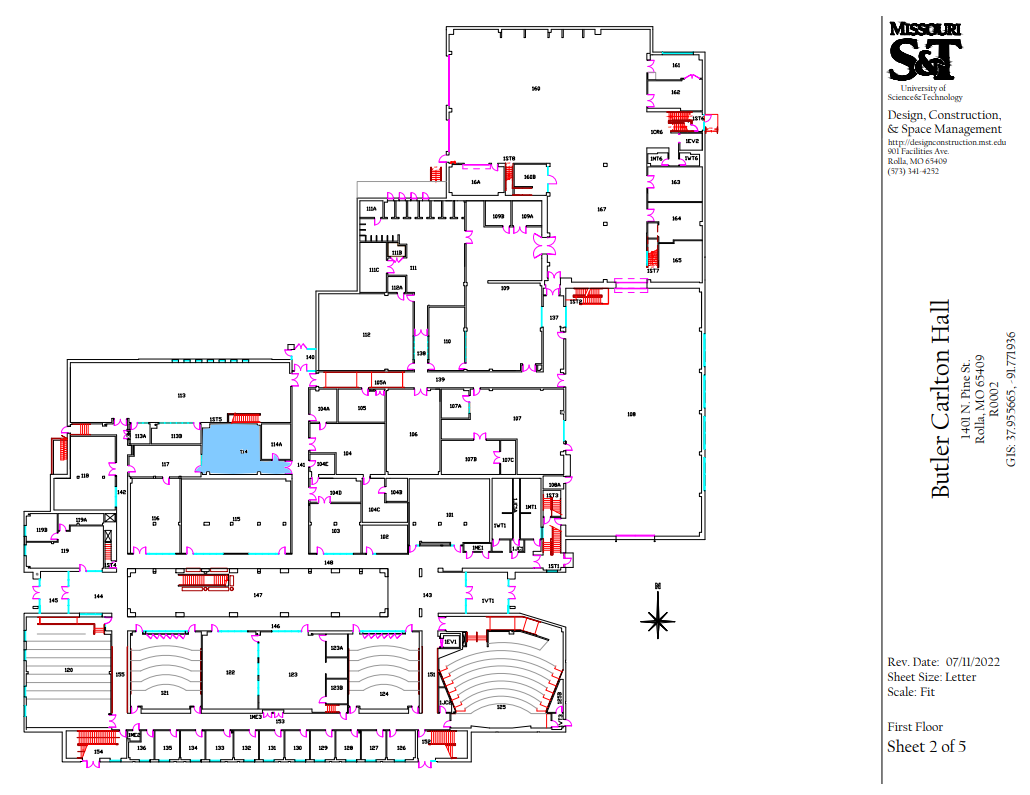 MISSOURI
S&T
University of
Science&Technology
Design, Construction,
& Space Management
http://designconstruction.mst.edu
901 Facilities Ave.
Rolla, MO 65409
(573) 341-4252
Butler Carlton Hall
1401 N. Pine St.
Rolla, MO 65409
R0002
GIS: 37.955665, -91.771936
Rev. Date: 07/11/2022
Sheet Size: Letter
Scale: Fit
First Floor
Sheet 2 of 5
160
161
162
1ST6
1OR6
1EV2
1NT6
1WT6
1ST8
16A
160B
163
167
164
165
1ST7
111A
109B
109A
111B
111
111C
112A
109
1ST2
137
112
138
110
108
140
139
105A
113
1ST5
104A
105
107A
107
106
113A
113B
114
114A
117
104
104E
141
107B
107C
118
142
108A
1ST3
104D
104B
104C
101
1WT1
1MT1
119A
119B
119
116
115
103
102
1ME1
1JC1
1ST4
1ST1
148
145
144
147
143
1VT1
146
120
155
121
122
123
123A
123B
124
151
1EV1
125
1ME3
153
154
1ME2
136
135
134
133
132
131
130
129
128
127
126
152